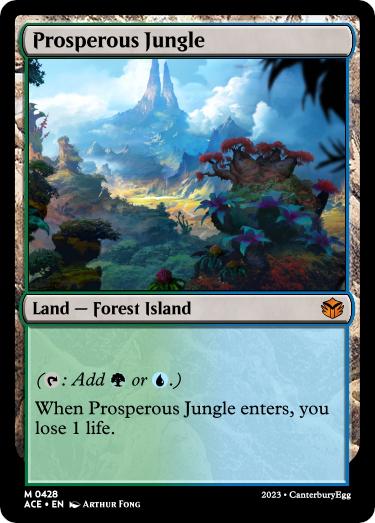 Prosperous Jungle
Land — Forest Island
(: Add or .)
When Prosperous Jungle enters, you
lose 1 life.
M 0428
ACE • EN Arthur Fong
2023 • CanterburyEgg